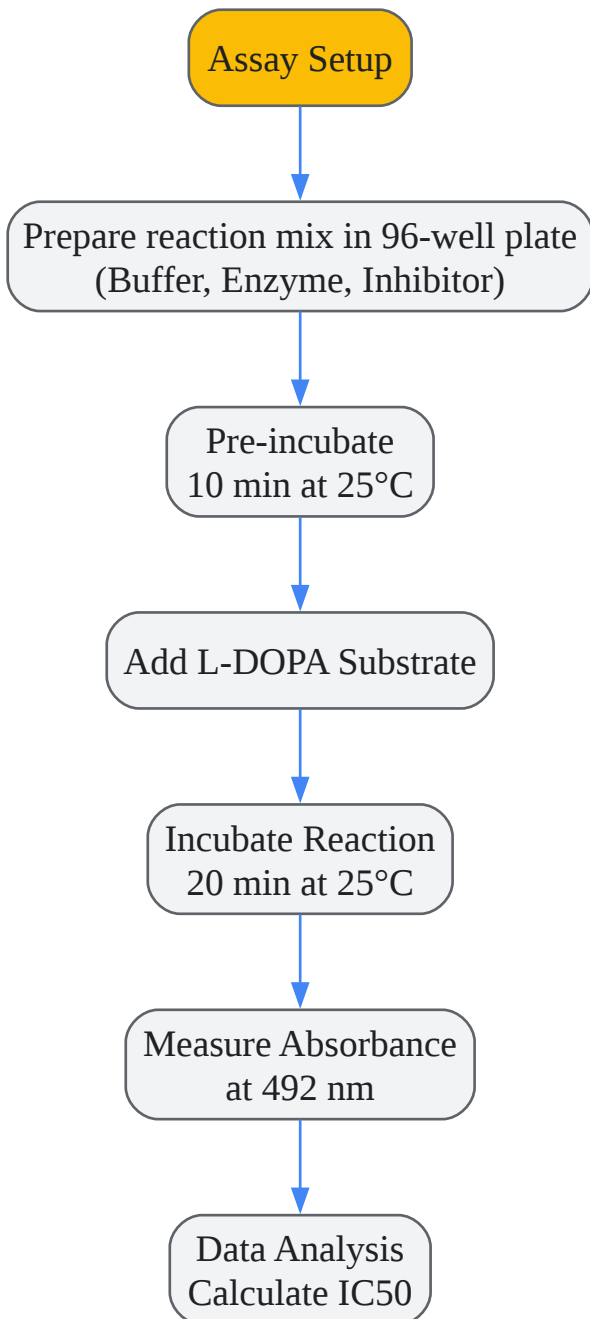 Assay Setup
Prepare reaction mix in 96-well plate
(Buffer, Enzyme, Inhibitor)
Pre-incubate
10 min at 25°C
Add L-DOPA Substrate
Incubate Reaction
20 min at 25°C
Measure Absorbance
at 492 nm
Data Analysis
Calculate IC50